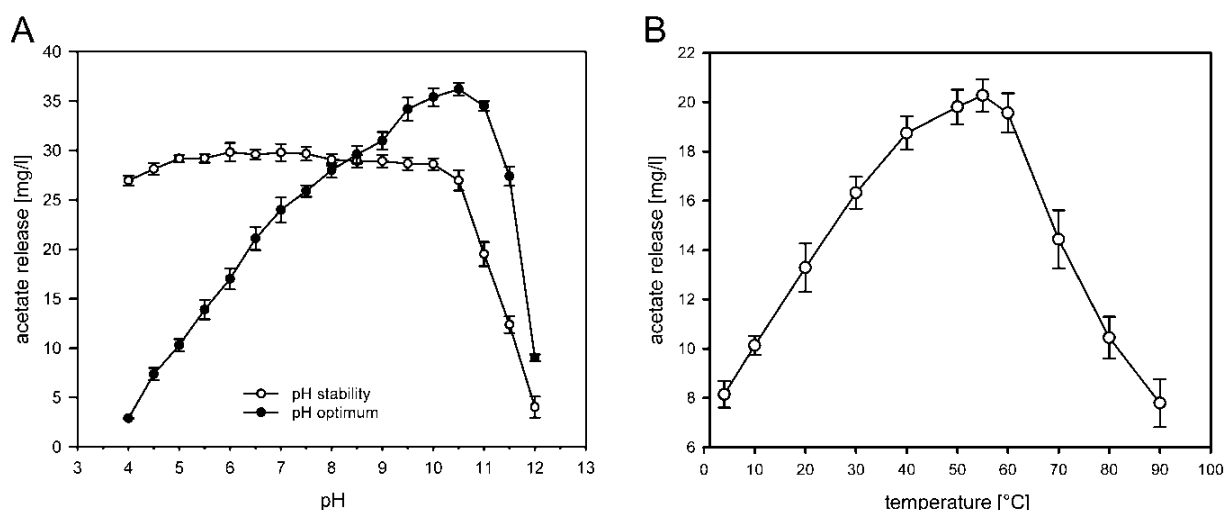 A
40
35
30
25
20
15
10
5
0
acetate release [mg/l]
pH stability
pH optimum
3 4 5 6 7 8 9 10 11 12 13
pH
B
22
20
18
16
14
12
10
8
6
acetate release [mg/l]
0 10 20 30 40 50 60 70 80 90 100
temperature [°C]